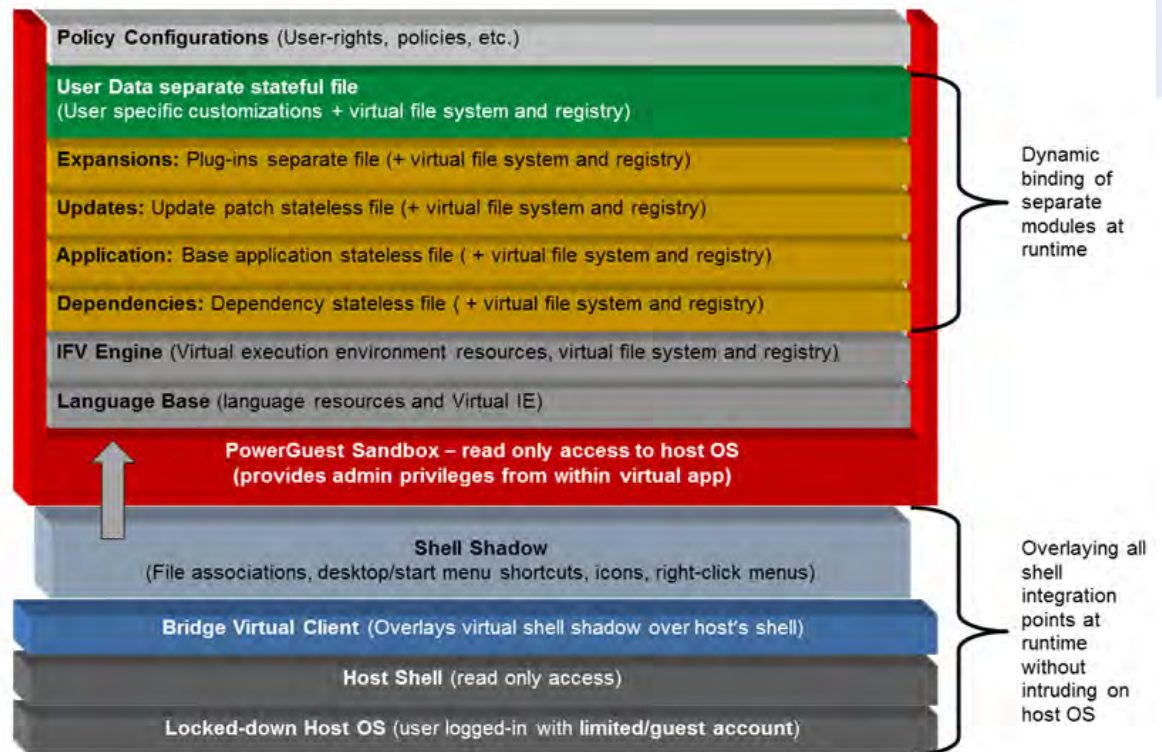 Policy Configurations (User-rights, policies, etc.)
User Data separate stateful file
(User specific customizations + virtual file system and registry)
Expansions: Plug-ins separate file (+ virtual file system and registry)
Updates: Update patch stateless file (+ virtual file system and registry)
Application: Base application stateless file ( + virtual file system and registry)
Dependencies: Dependency stateless file ( + virtual file system and registry)
IFV Engine (Virtual execution environment resources, virtual file system and registry)
Language Base (language resources and Virtual IE)
PowerGuest Sandbox – read only access to host OS
(provides admin privileges from within virtual app)
Dynamic
binding of
separate
modules at
runtime
Shell Shadow
(File associations, desktop/start menu shortcuts, icons, right-click menus)
Bridge Virtual Client (Overlays virtual shell shadow over host's shell)
Host Shell (read only access)
Locked-down Host OS (user logged-in with limited/guest account)
Overlaying all
shell
integration
points at
runtime
without
intruding on
host OS